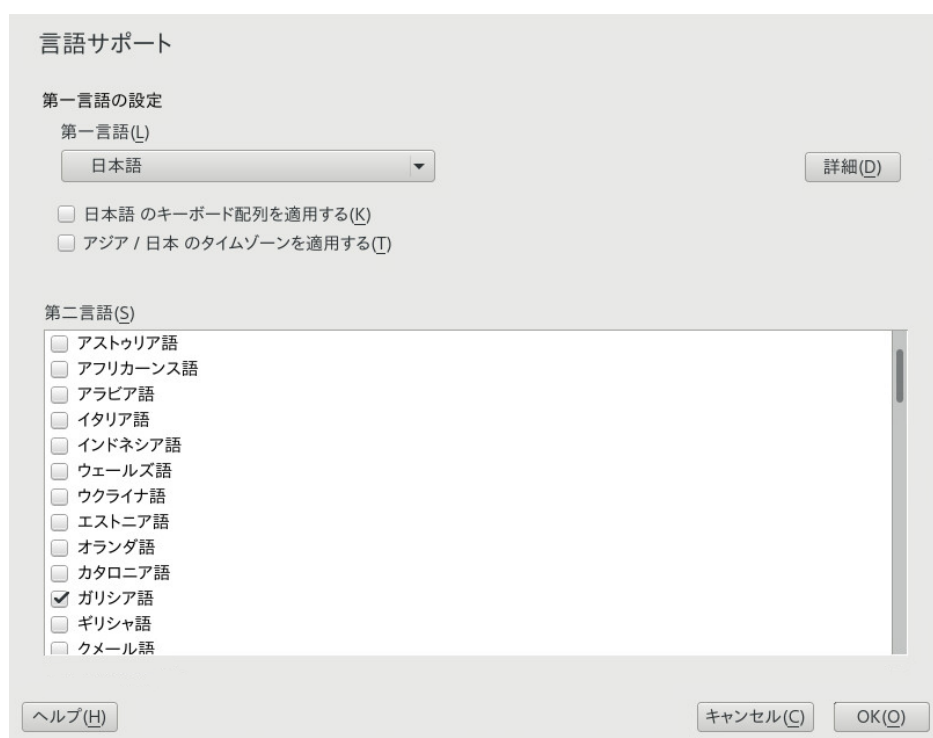 言語サポート
第一言語の設定
第一言語(L)
日本語
詳細(D)
日本語 のキーボード配列を適用する(K)
アジア / 日本 のタイムゾーンを適用する(T)
第二言語(S)
アストゥリア語
アフリカーンス語
アラビア語
イタリア語
インドネシア語
ウェールズ語
ウクライナ語
エストニア語
オランダ語
カタロニア語
ガリシア語
ギリシャ語
クメール語
ヘルプ(H)
キャンセル(C)
OK(O)